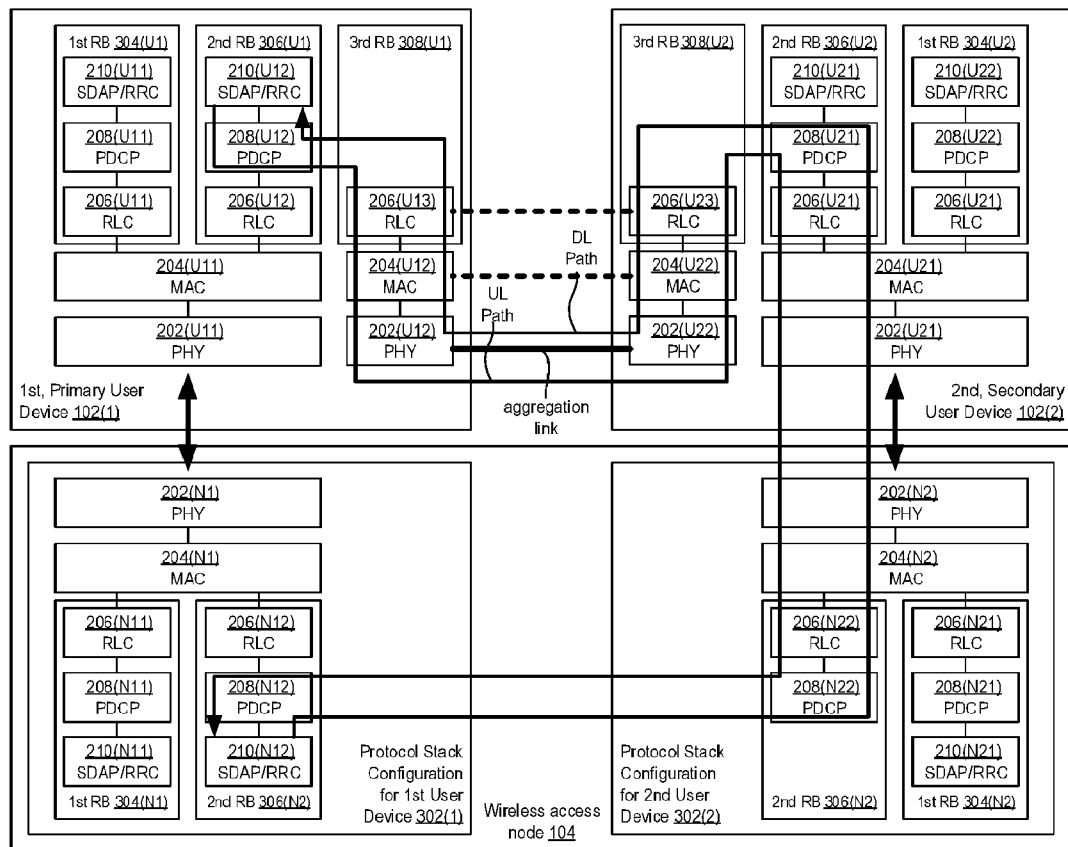 1st RB 304(U1)
210(U11)
SDAP/RRC
208(U11)
PDCP
206(U11)
RLC
2nd RB 306(U1)
210(U12)
SDAP/RRC
208(U12)
PDCP
206(U12)
RLC
3rd RB 308(U1)
206(U13)
RLC
204(U11)
MAC
204(U12)
MAC
202(U11)
PHY
202(U12)
PHY
1st, Primary User
Device 102(1)
UL
Path
DL
Path
aggregation
link
3rd RB 308(U2)
206(U23)
RLC
204(U22)
MAC
202(U22)
PHY
2nd RB 306(U2)
210(U21)
SDAP/RRC
208(U21)
PDCP
206(U21)
RLC
1st RB 304(U2)
210(U22)
SDAP/RRC
208(U22)
PDCP
206(U21)
RLC
204(U21)
MAC
202(U21)
PHY
2nd, Secondary
User Device 102(2)
202(N1)
PHY
204(N1)
MAC
206(N11)
RLC
208(N11)
PDCP
210(N11)
SDAP/RRC
1st RB 304(N1)
206(N12)
RLC
208(N12)
PDCP
210(N12)
SDAP/RRC
2nd RB 306(N2)
Protocol Stack
Configuration
for 1st User
Device 302(1)
Wireless access
node 104
Protocol Stack
Configuration
for 2nd User
Device 302(2)
202(N2)
PHY
204(N2)
MAC
206(N22)
RLC
208(N22)
PDCP
2nd RB 306(N2)
206(N21)
RLC
208(N21)
PDCP
210(N21)
SDAP/RRC
1st RB 304(N2)